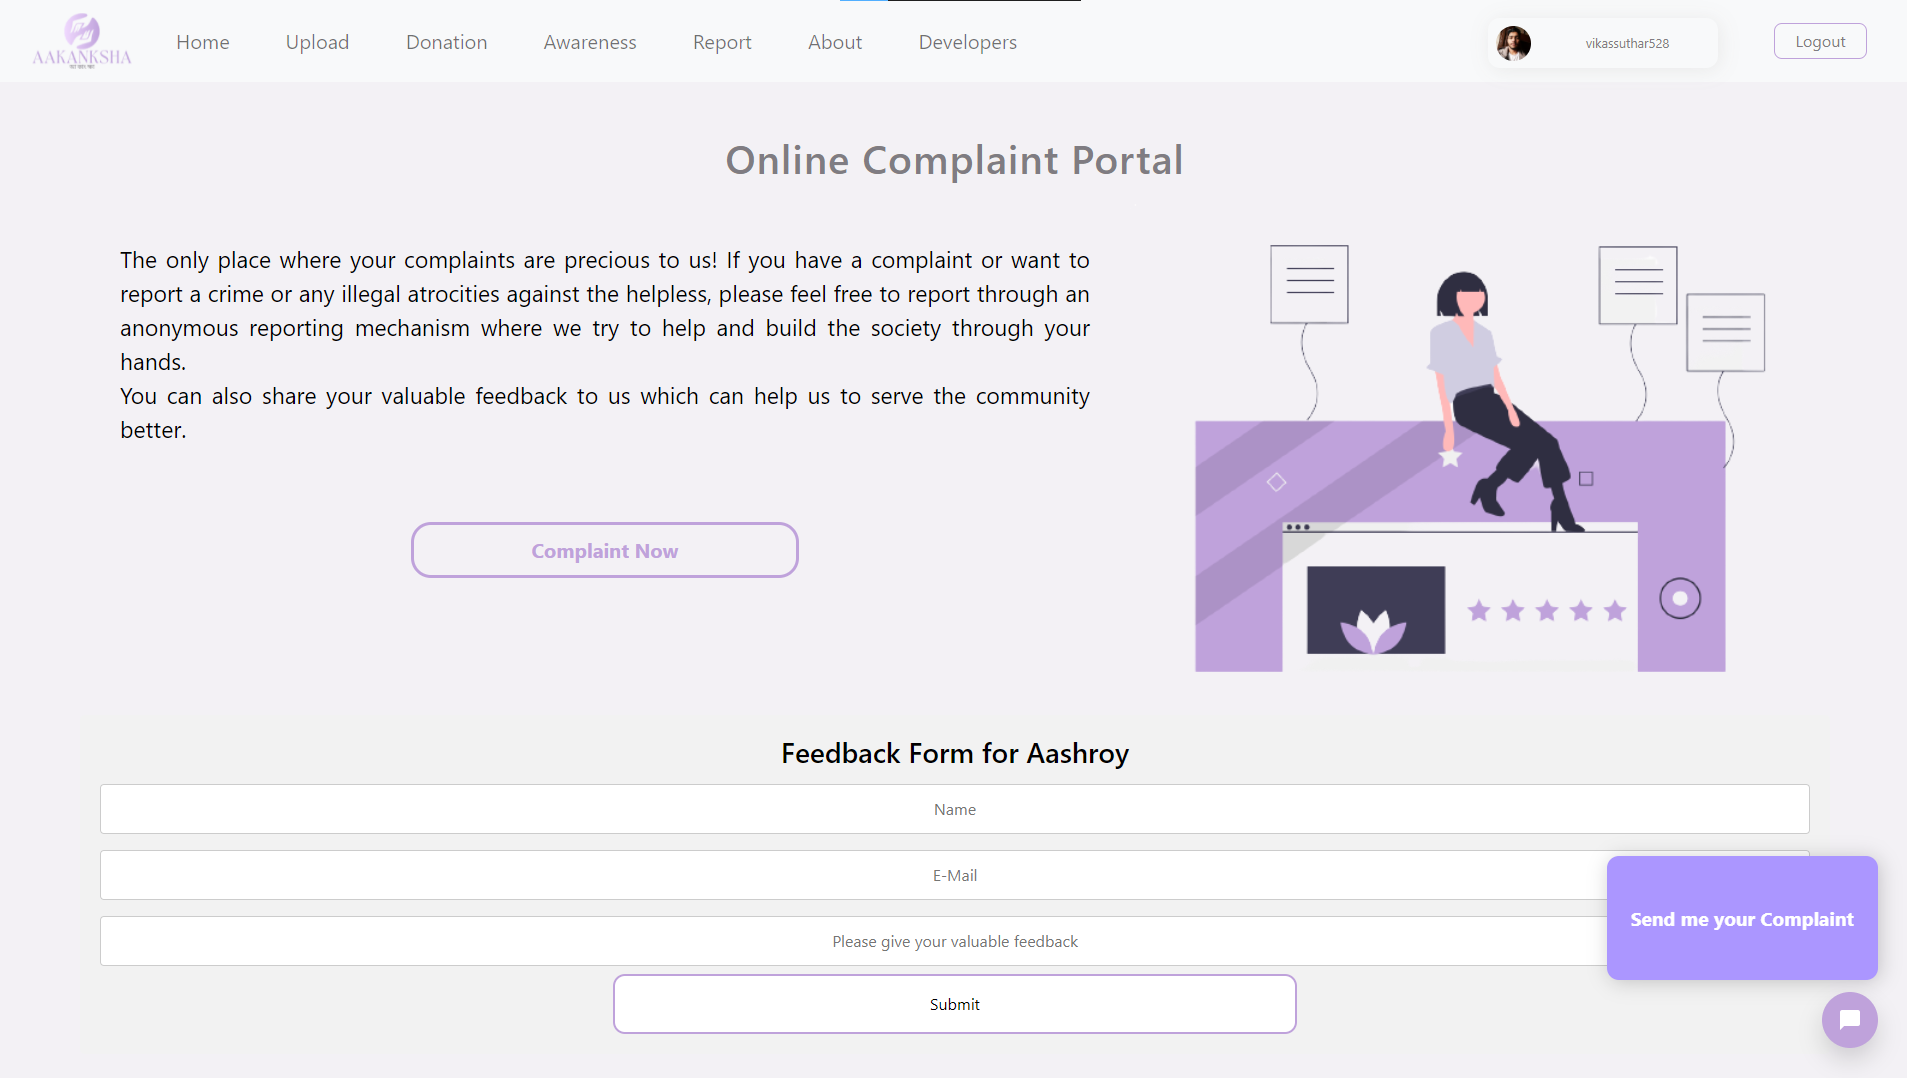 AAKANKSHA
Home
Upload
Donation
Awareness
Report
About
Developers
vikassuthar528
Logout
Online Complaint Portal
The only place where your complaints are precious to us! If you have a complaint or want to
report a crime or any illegal atrocities against the helpless, please feel free to report through an
anonymous reporting mechanism where we try to help and build the society through your
hands.
You can also share your valuable feedback to us which can help us to serve the community
better.
Complaint Now
Feedback Form for Aashroy
Name
E-Mail
Please give your valuable feedback
Send me your Complaint
Submit